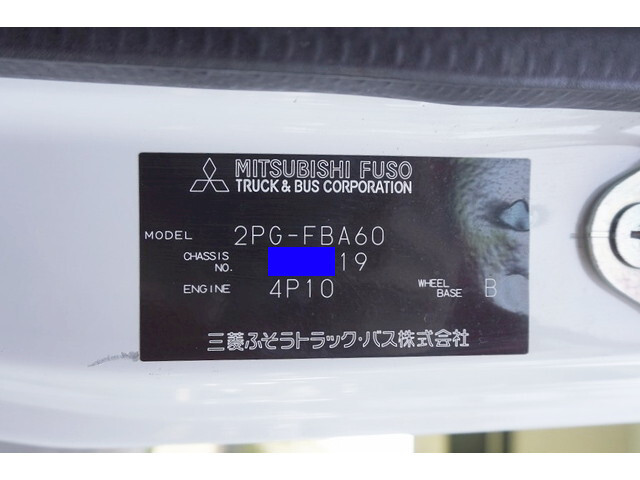 MITSUBISHI FUSO
TRUCK & BUS CORPORATION
MODEL 2PG-FBA60
CHASSIS NO. 19
ENGINE 4P10 WHEEL BASE B
三菱ふそうトラック・バス株式会社